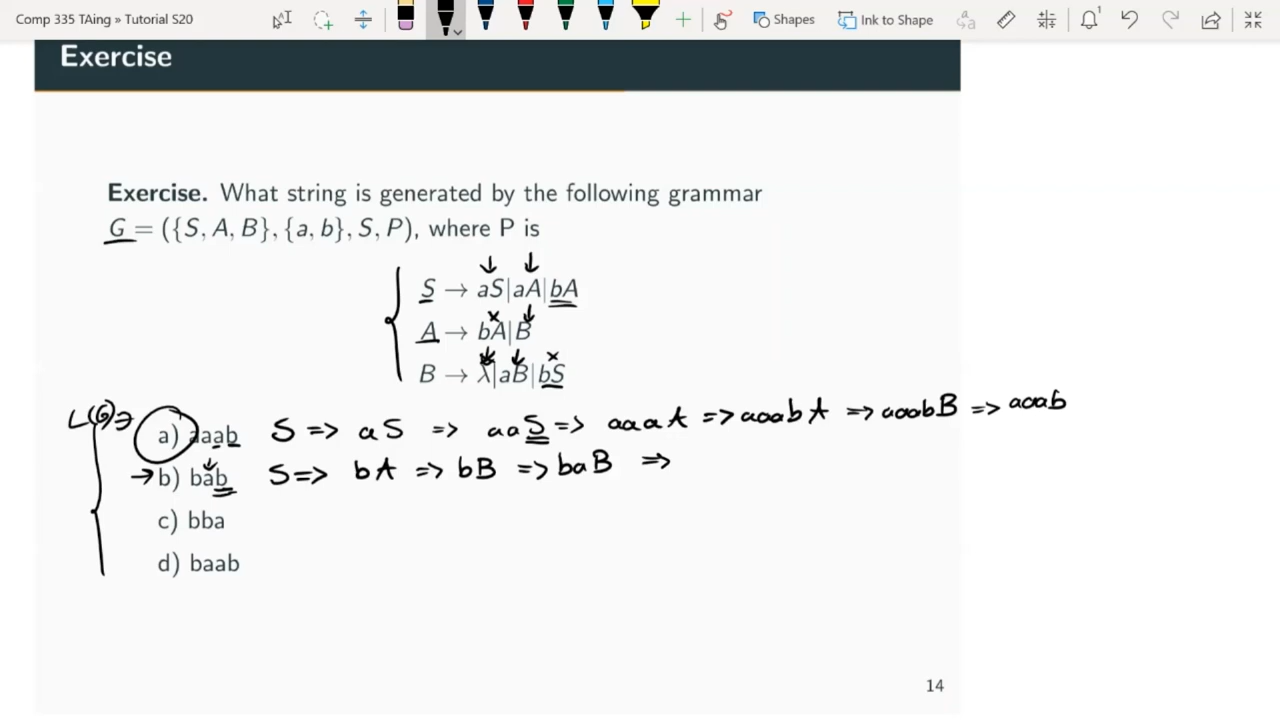 Comp 335 TAing » Tutorial S20
Shapes
Ink to Shape
Exercise
Exercise. What string is generated by the following grammar
G = ({S, A, B}, {a, b}, S, P), where P is
S → aS|aA|bA
A → bA|B
B → λ|aB|bS
L(G)∋
a) aaab S => aS => aaS => aaaA => aaabA => aaabB => aaab
→ b) bab S => bA => bB => baB =>
c) bba
d) baab
14